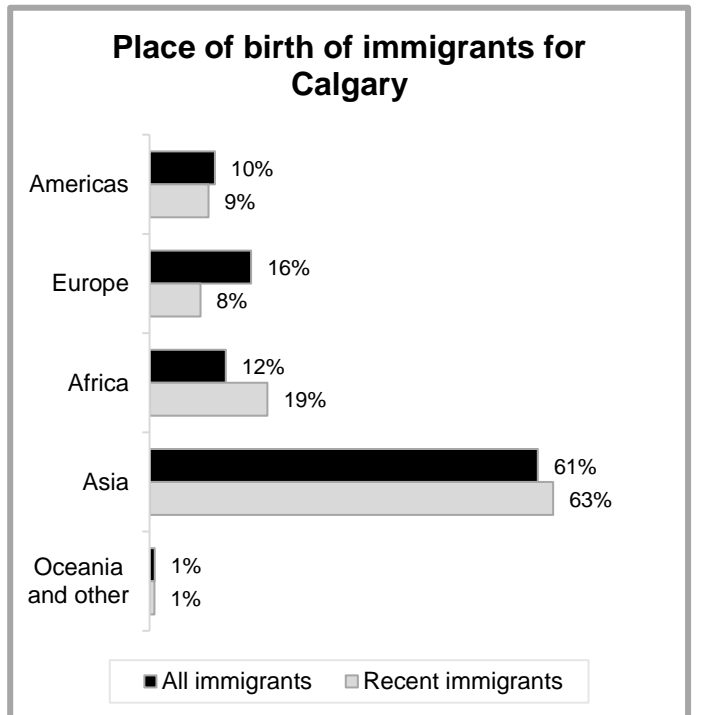 Place of birth of immigrants for
Calgary
Americas
10%
9%
Europe
16%
8%
Africa
12%
19%
Asia
61%
63%
Oceania
and other
1%
1%
All immigrants
Recent immigrants